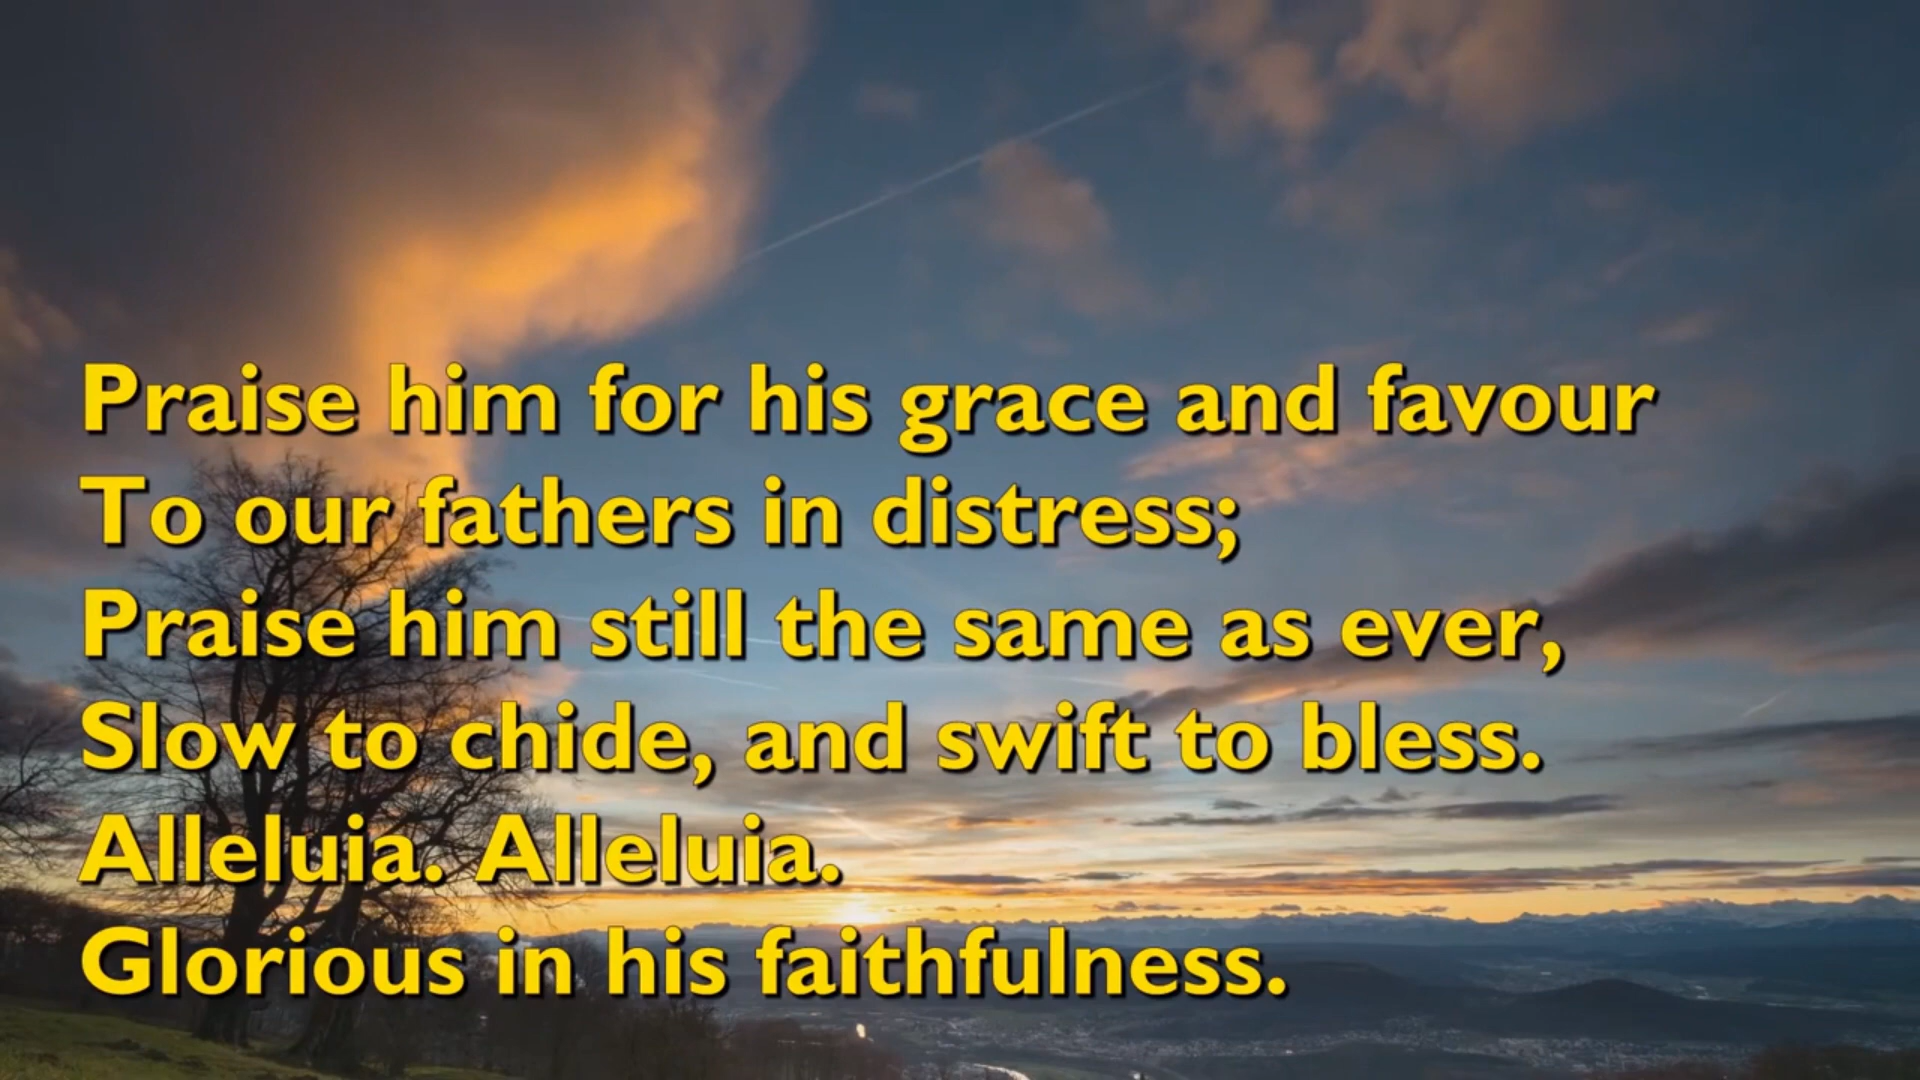 Praise him for his grace and favour
To our fathers in distress;
Praise him still the same as ever,
Slow to chide, and swift to bless.
Alleluia. Alleluia.
Glorious in his faithfulness.